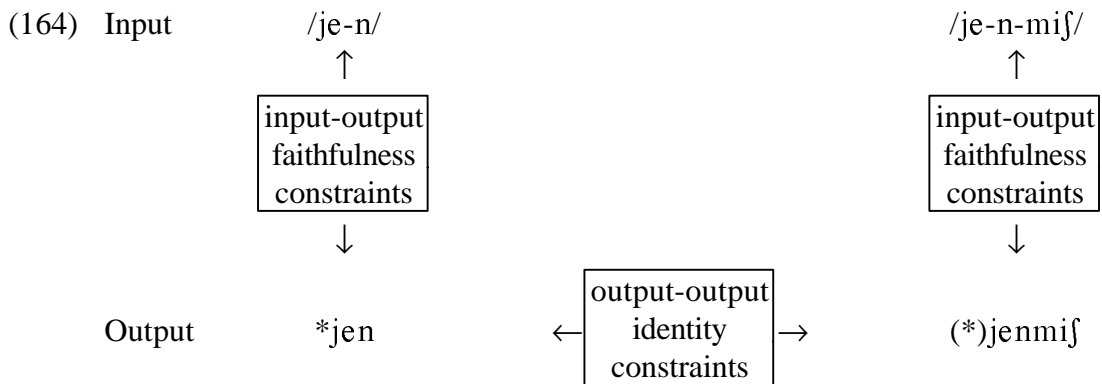 (164) Input /je-n/ /je-n-miʃ/
↑ ↑
input-output input-output
faithfulness faithfulness
constraints constraints
↓ ↓
output-output
Output *jen ← identity → (*)jenmiʃ
constraints